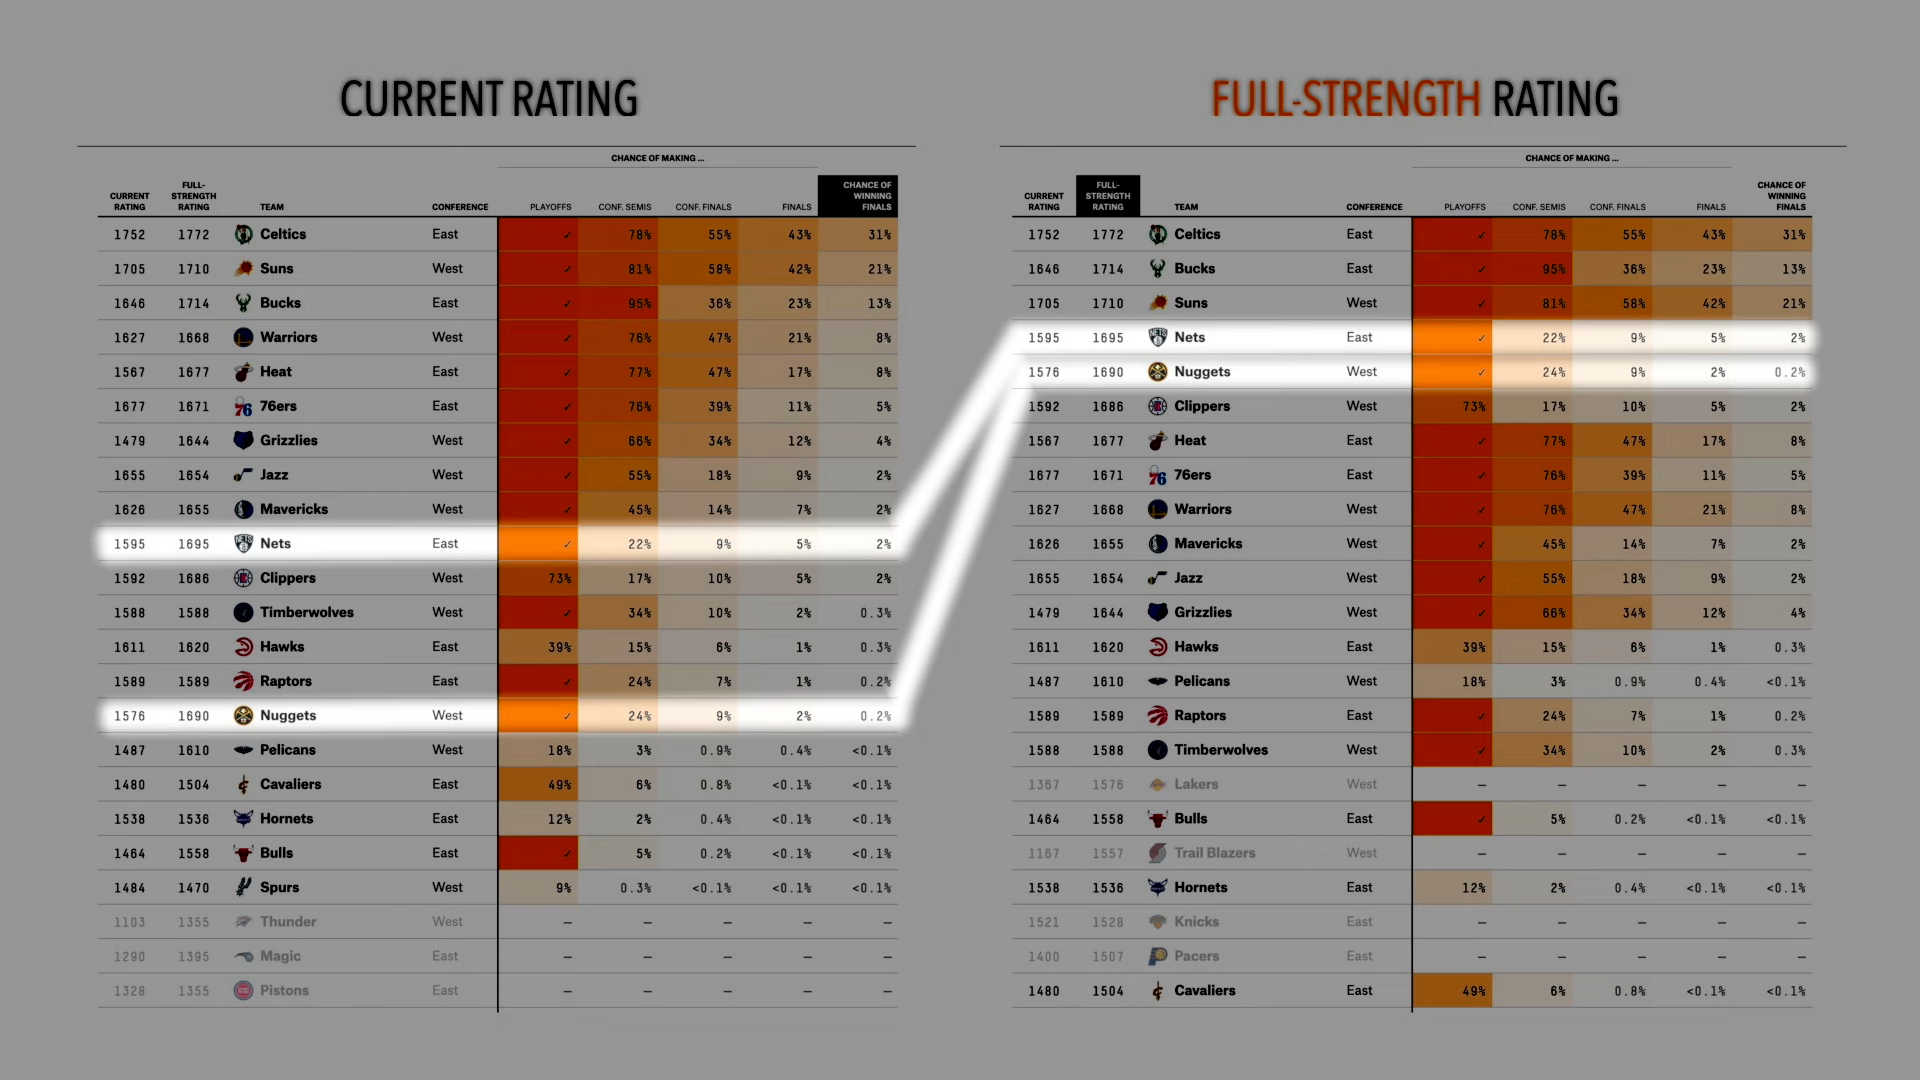 CURRENT RATING
CHANCE OF MAKING ...
CURRENT RATING FULL-STRENGTH RATING TEAM CONFERENCE PLAYOFFS CONF. SEMIS CONF. FINALS FINALS CHANCE OF WINNING FINALS
1752 1772 Celtics East ✓ 78% 55% 43% 31%
1705 1710 Suns West ✓ 81% 58% 42% 21%
1646 1714 Bucks East ✓ 95% 36% 23% 13%
1627 1668 Warriors West ✓ 76% 47% 21% 8%
1567 1677 Heat East ✓ 77% 47% 17% 8%
1677 1671 76 76ers East ✓ 76% 39% 11% 5%
1479 1644 Grizzlies West ✓ 66% 34% 12% 4%
1655 1654 Jazz West ✓ 55% 18% 9% 2%
1626 1655 Mavericks West ✓ 45% 14% 7% 2%
1595 1695 NETS Nets East ✓ 22% 9% 5% 2%
1592 1686 Clippers West 73% 17% 10% 5% 2%
1588 1588 Timberwolves West ✓ 34% 10% 2% 0.3%
1611 1620 Hawks East 39% 15% 6% 1% 0.3%
1589 1589 Raptors East ✓ 24% 7% 1% 0.2%
1576 1690 Nuggets West ✓ 24% 9% 2% 0.2%
1487 1610 Pelicans West 18% 3% 0.9% 0.4% <0.1%
1480 1504 Cavaliers East 49% 6% 0.8% <0.1% <0.1%
1538 1536 Hornets East 12% 2% 0.4% <0.1% <0.1%
1464 1558 Bulls East ✓ 5% 0.2% <0.1% <0.1%
1484 1470 Spurs West 9% 0.3% <0.1% <0.1% <0.1%
1103 1355 Thunder West — — — — —
1290 1395 Magic East — — — — —
1328 1355 Pistons East — — — — —
FULL-STRENGTH RATING
CHANCE OF MAKING ...
CURRENT RATING FULL-STRENGTH RATING TEAM CONFERENCE PLAYOFFS CONF. SEMIS CONF. FINALS FINALS CHANCE OF WINNING FINALS
1752 1772 Celtics East ✓ 78% 55% 43% 31%
1646 1714 Bucks East ✓ 95% 36% 23% 13%
1705 1710 Suns West ✓ 81% 58% 42% 21%
1595 1695 NETS Nets East ✓ 22% 9% 5% 2%
1576 1690 Nuggets West ✓ 24% 9% 2% 0.2%
1592 1686 Clippers West 73% 17% 10% 5% 2%
1567 1677 Heat East ✓ 77% 47% 17% 8%
1677 1671 76 76ers East ✓ 76% 39% 11% 5%
1627 1668 Warriors West ✓ 76% 47% 21% 8%
1626 1655 Mavericks West ✓ 45% 14% 7% 2%
1655 1654 Jazz West ✓ 55% 18% 9% 2%
1479 1644 Grizzlies West ✓ 66% 34% 12% 4%
1611 1620 Hawks East 39% 15% 6% 1% 0.3%
1487 1610 Pelicans West 18% 3% 0.9% 0.4% <0.1%
1589 1589 Raptors East ✓ 24% 7% 1% 0.2%
1588 1588 Timberwolves West ✓ 34% 10% 2% 0.3%
1367 1576 Lakers West — — — — —
1464 1558 Bulls East ✓ 5% 0.2% <0.1% <0.1%
1167 1557 Trail Blazers West — — — — —
1538 1536 Hornets East 12% 2% 0.4% <0.1% <0.1%
1521 1528 Knicks East — — — — —
1400 1507 Pacers East — — — — —
1480 1504 Cavaliers East 49% 6% 0.8% <0.1% <0.1%